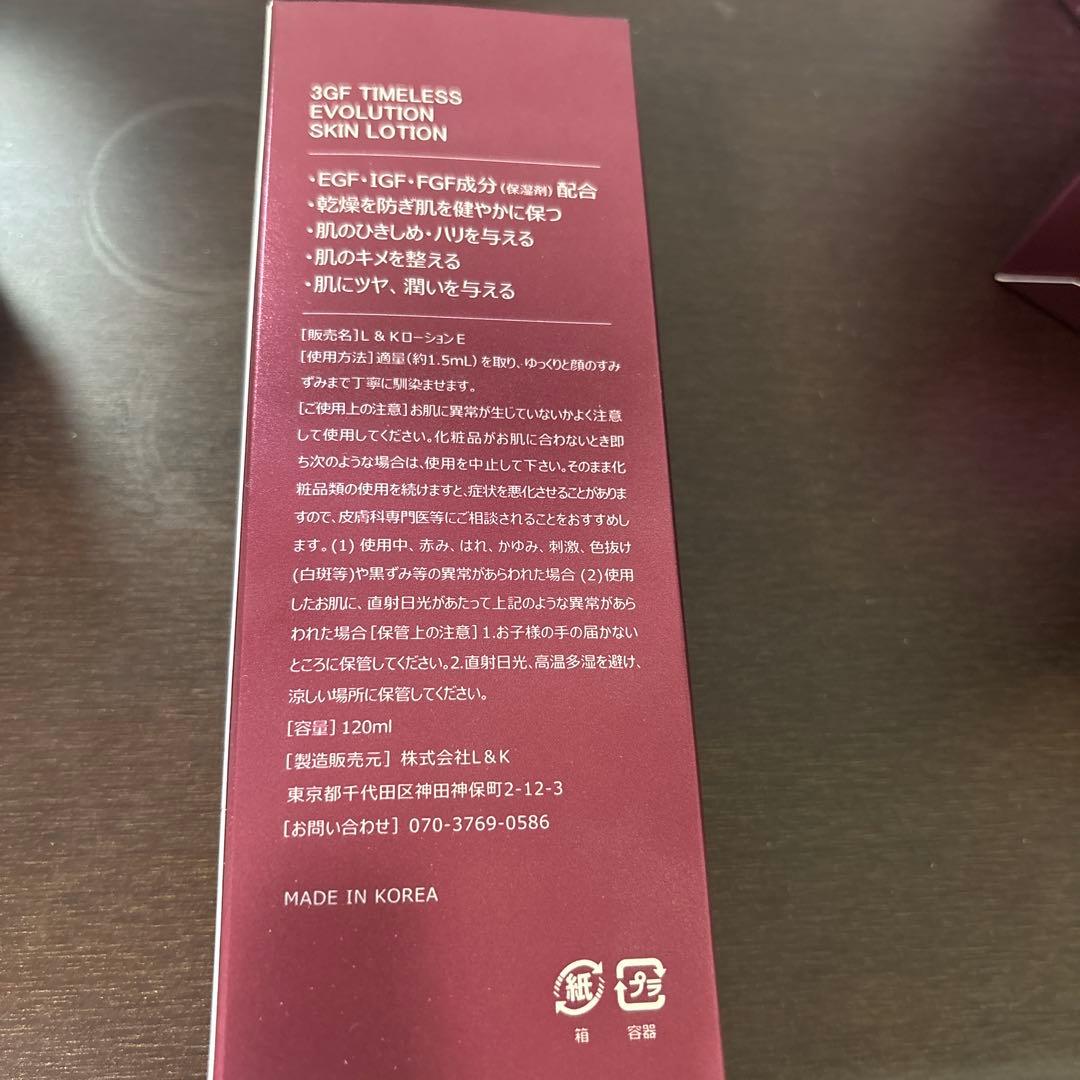 3GF TIMELESS
EVOLUTION
SKIN LOTION
・EGF・IGF・FGF成分(保湿剤)配合
・乾燥を防ぎ肌を健やかに保つ
・肌のひきしめ・ハリを与える
・肌のキメを整える
・肌にツヤ、潤いを与える
[販売名]L & KローションE
[使用方法]適量(約1.5mL)を取り、ゆっくりと顔のすみ
ずみまで丁寧に馴染ませます。
[ご使用上の注意]お肌に異常が生じていないかよく注意
して使用してください。化粧品がお肌に合わないとき即
ち次のような場合は、使用を中止して下さい。そのまま化
粧品類の使用を続けますと、症状を悪化させることがありま
すので、皮膚科専門医等にご相談されることをおすすめし
ます。(1) 使用中、赤み、はれ、かゆみ、刺激、色抜け
(白斑等)や黒ずみ等の異常があらわれた場合 (2)使用
したお肌に、直射日光があたって上記のような異常があら
われた場合[保管上の注意]1.お子様の手の届かない
ところに保管してください。2.直射日光、高温多湿を避け、
涼しい場所に保管してください。
[容量]120ml
[製造販売元] 株式会社L&K
東京都千代田区神田神保町2-12-3
[お問い合わせ] 070-3769-0586
MADE IN KOREA
紙 プラ
箱 容器